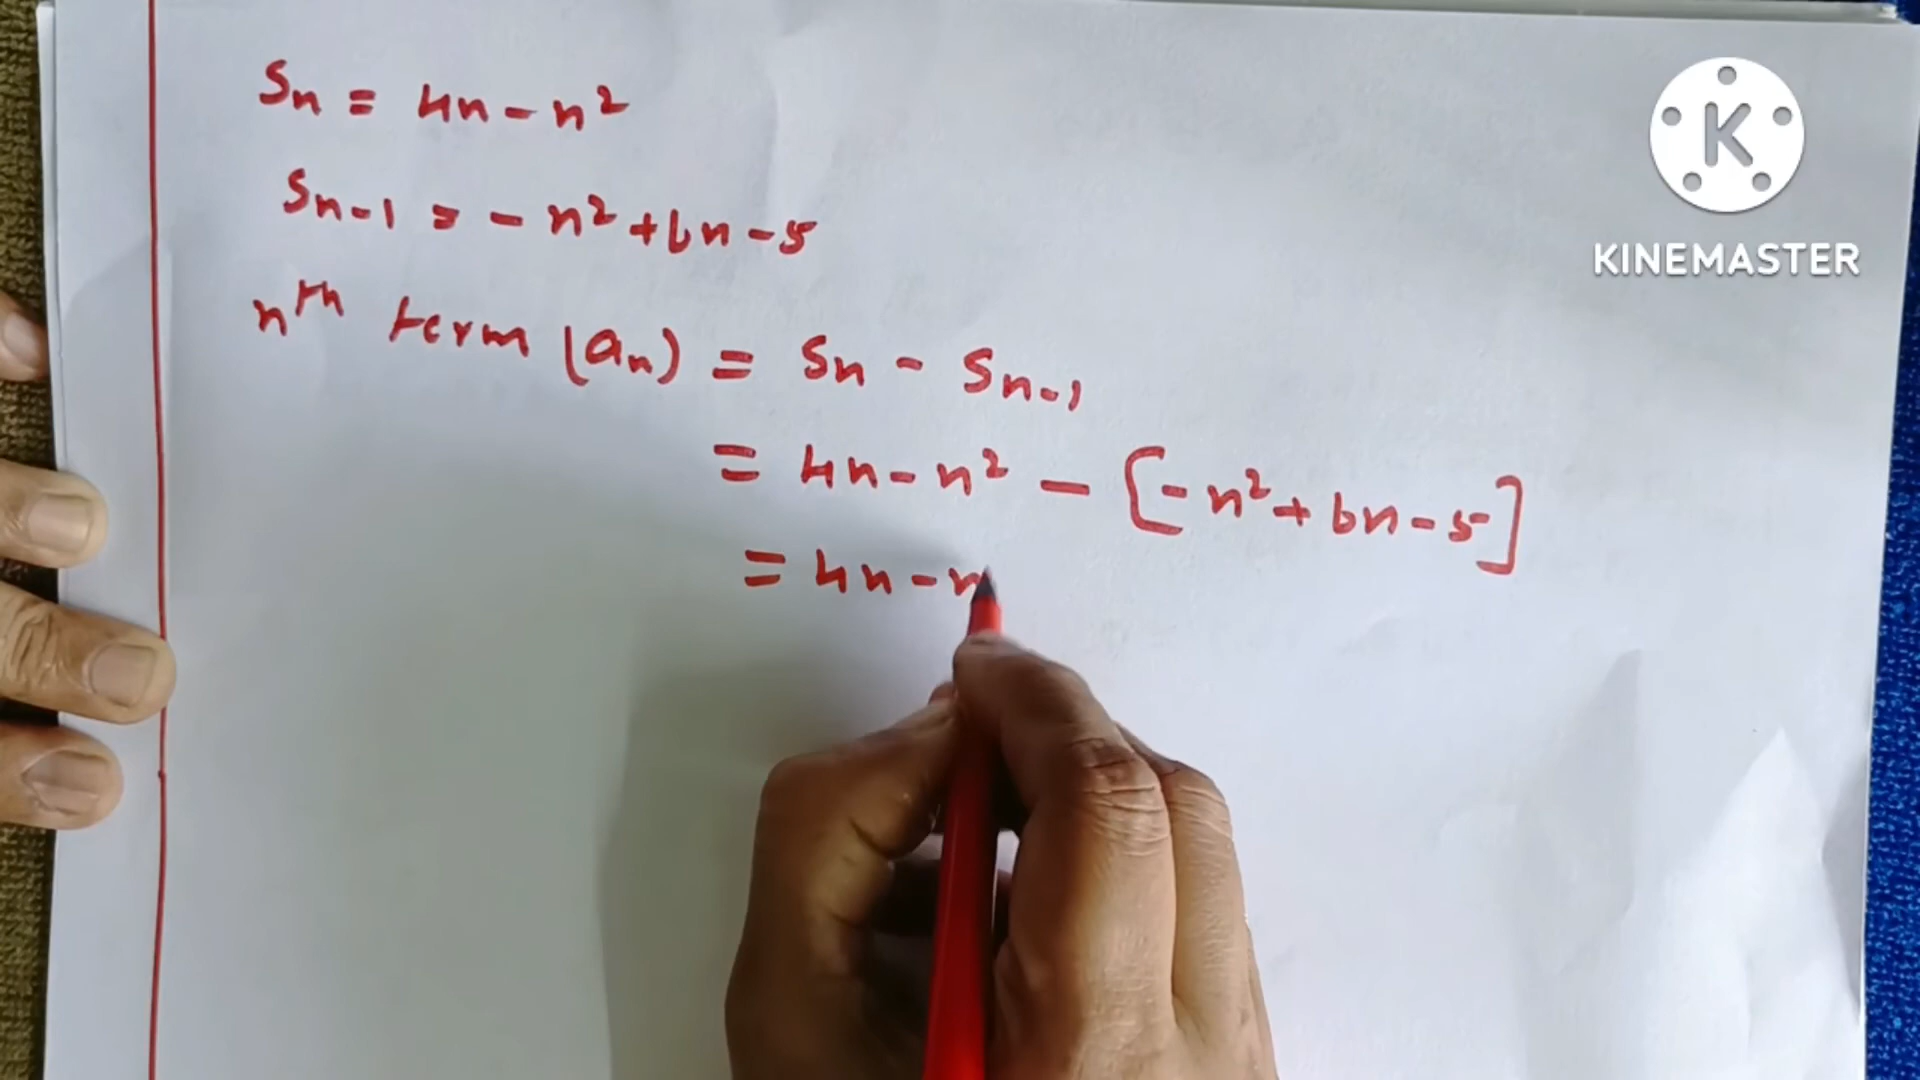 Sn = 4n - n²
Sn-1 = - n² + 6n - 5
nth term (an) = Sn - Sn-1
= 4n - n² - [- n² + 6n - 5]
= 4n - n
K
KINEMASTER